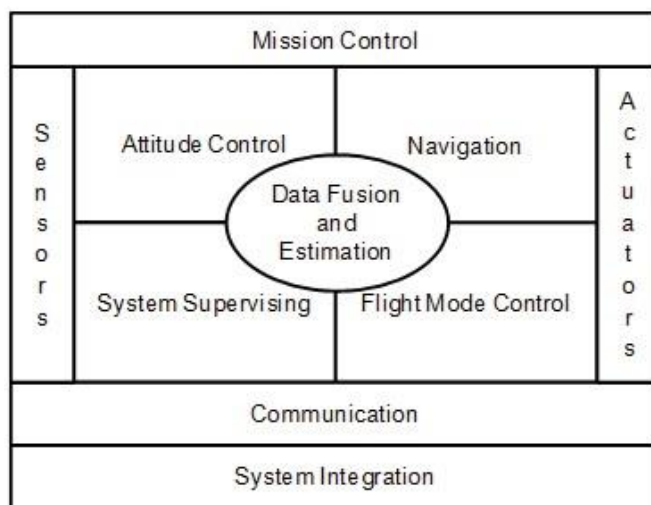 Mission Control
Sensors
Attitude Control
Navigation
Actuators
Data Fusion
and
Estimation
System Supervising
Flight Mode Control
Communication
System Integration